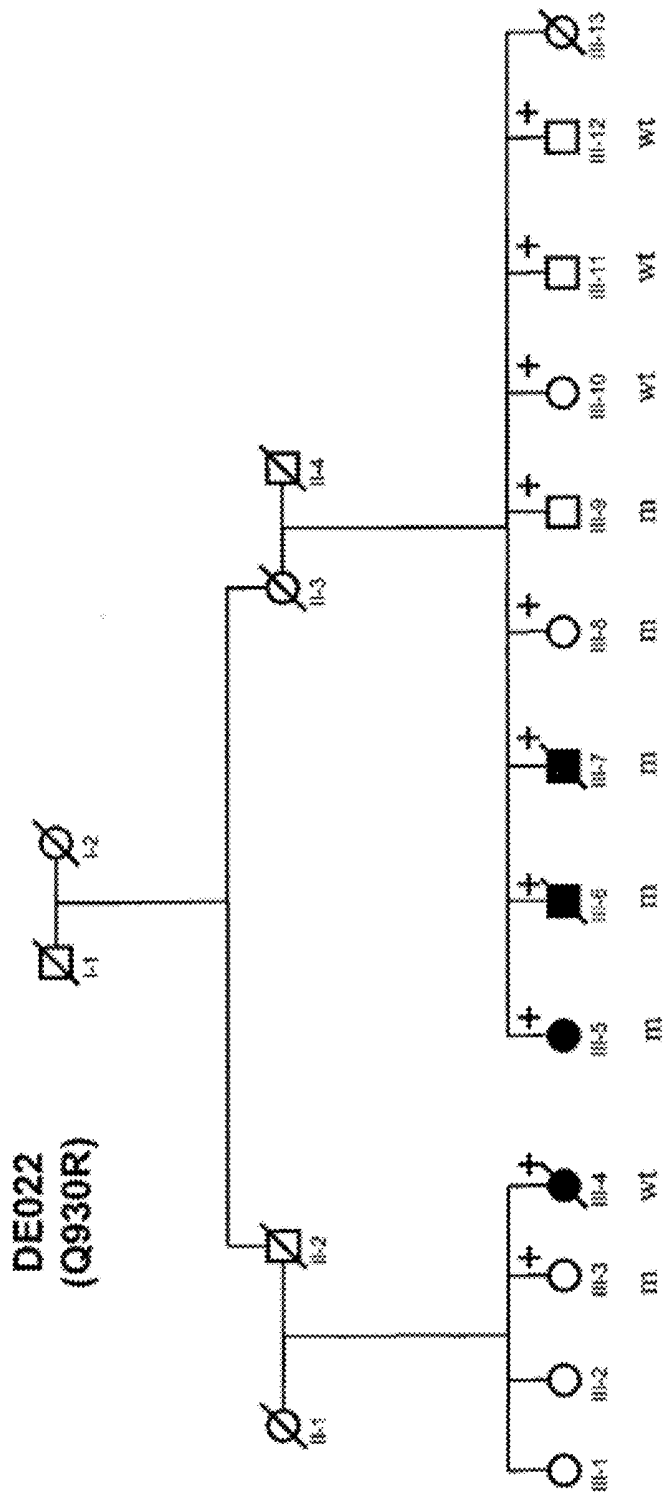 DE022
(Q930R)
I-1 I-2
II-1 II-2 II-3 II-4
+ + + + + + + + + +
III-1 III-2 III-3 III-4 III-5 III-6 III-7 III-8 III-9 III-10 III-11 III-12 III-13
m wt m m m m m wt wt wt